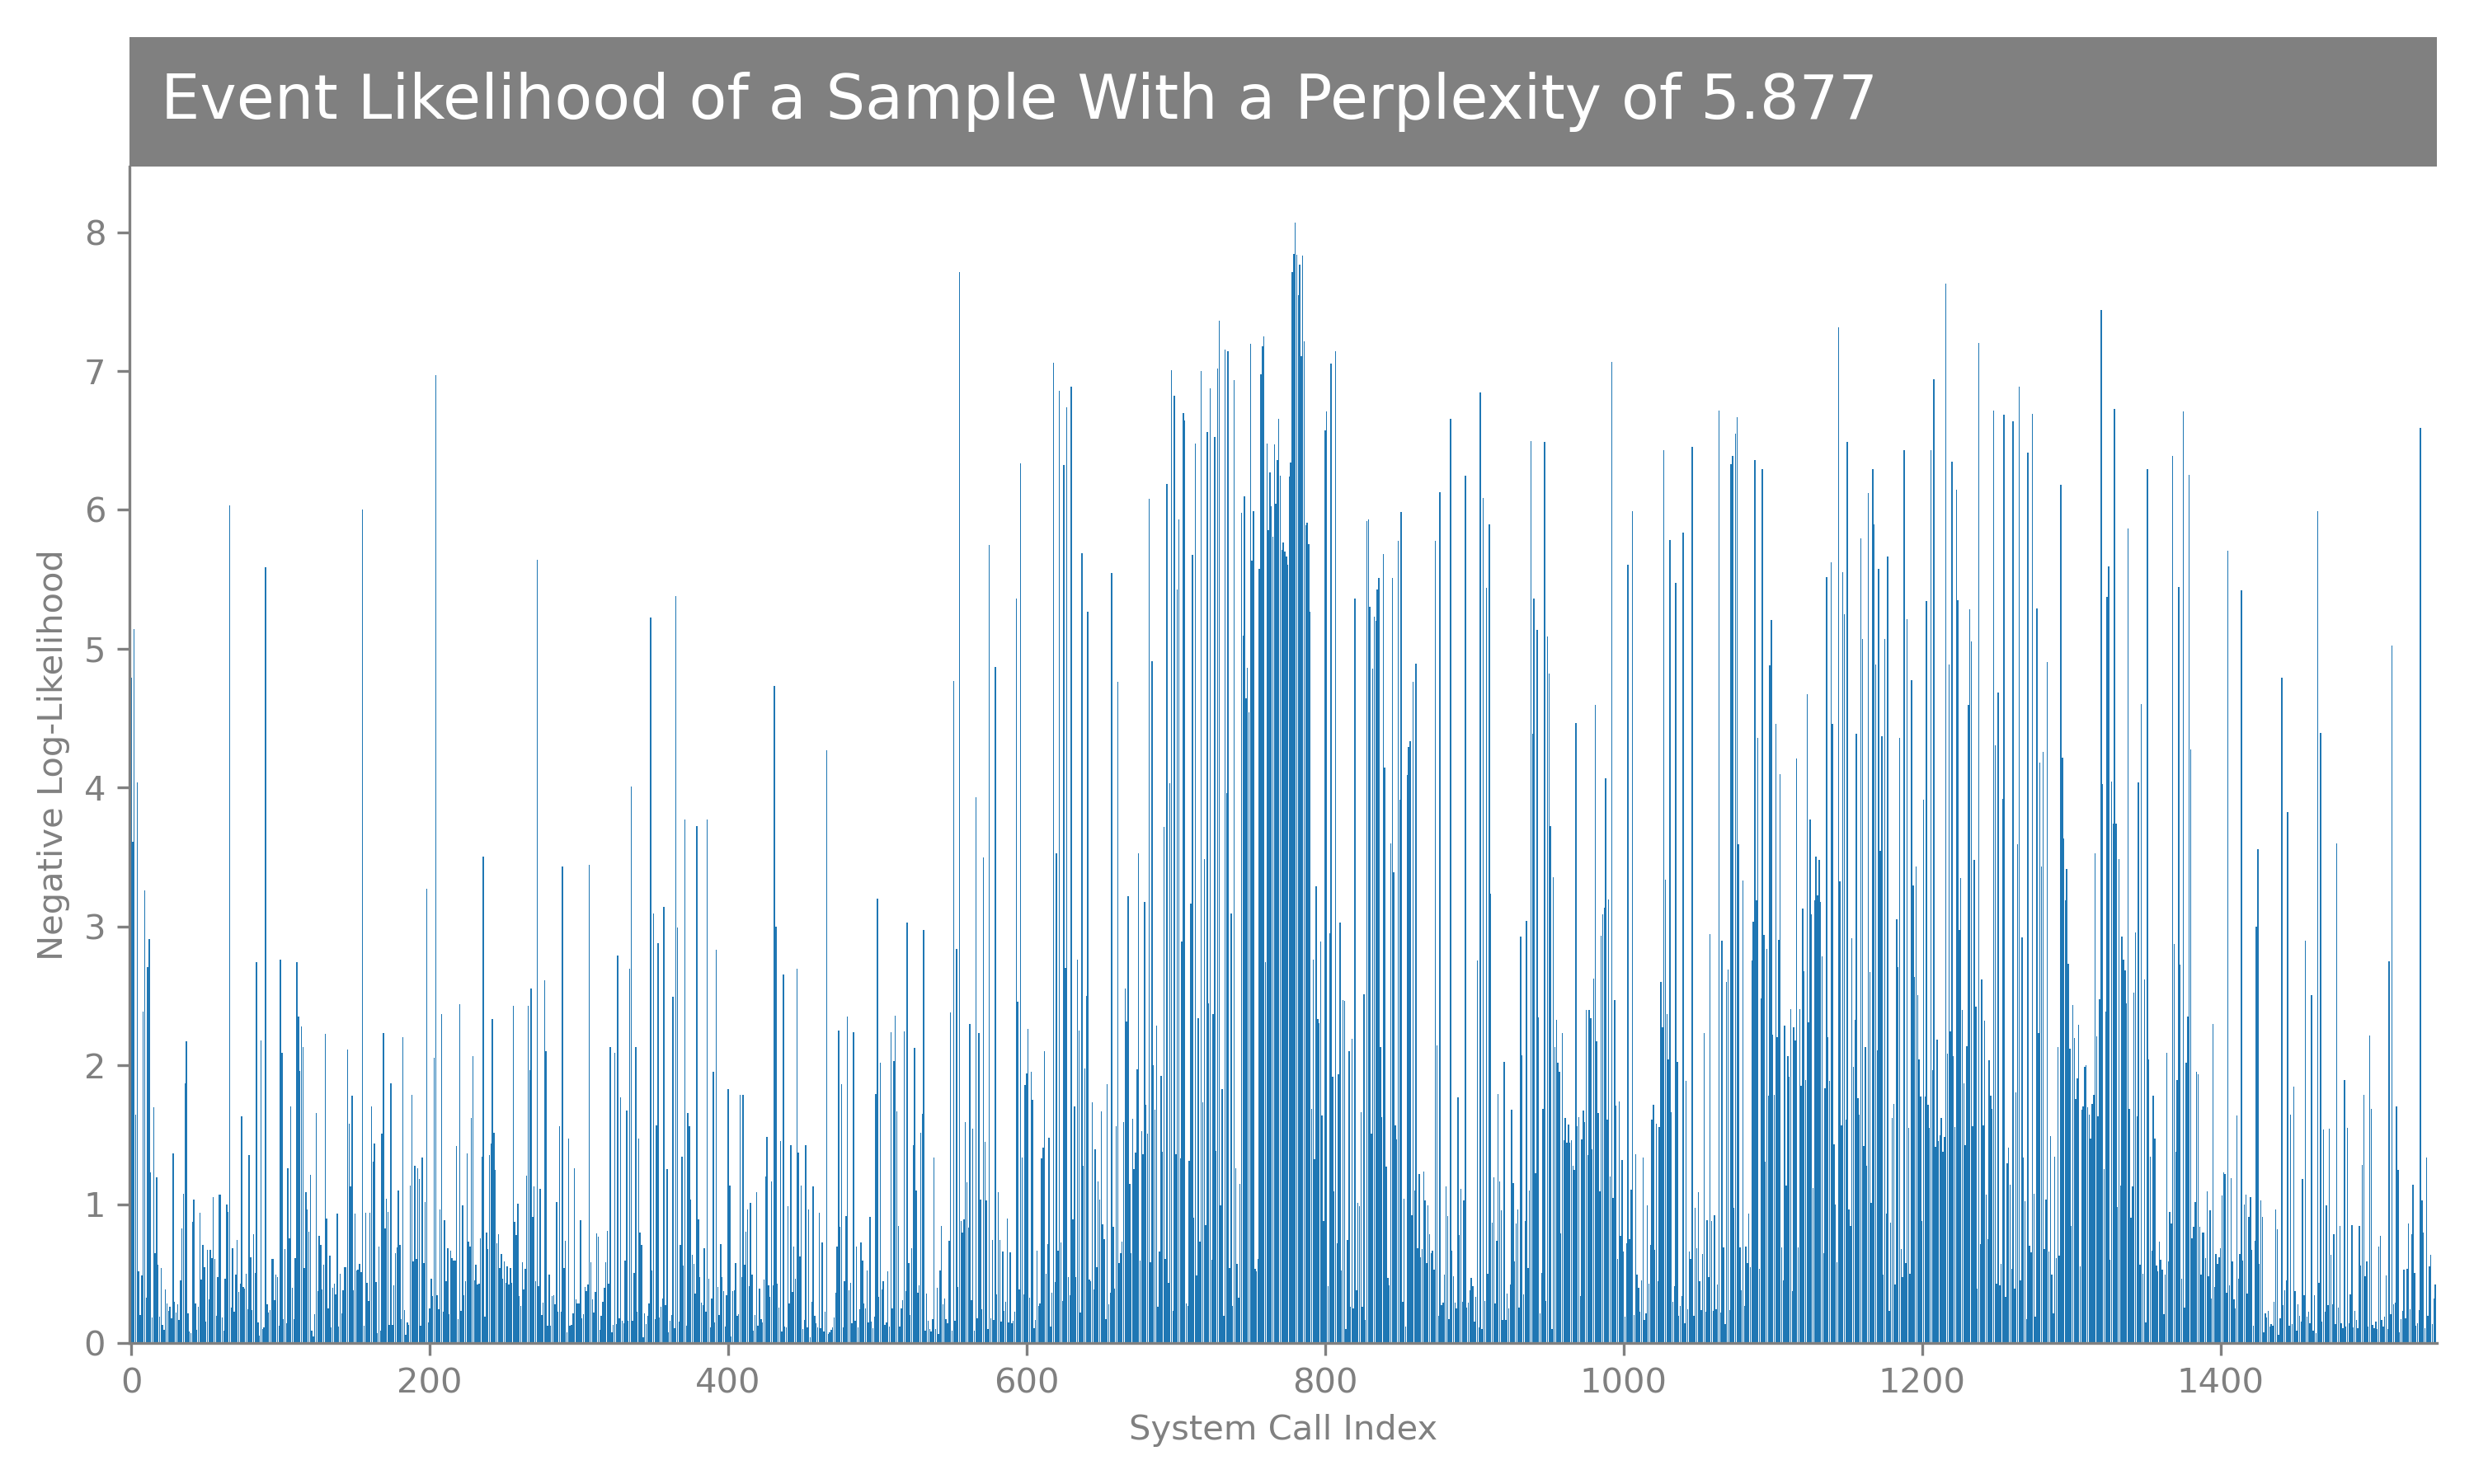 Event Likelihood of a Sample With a Perplexity of 5.877
8
7
6
5
4
3
2
1
0
Negative Log-Likelihood
0 200 400 600 800 1000 1200 1400
System Call Index